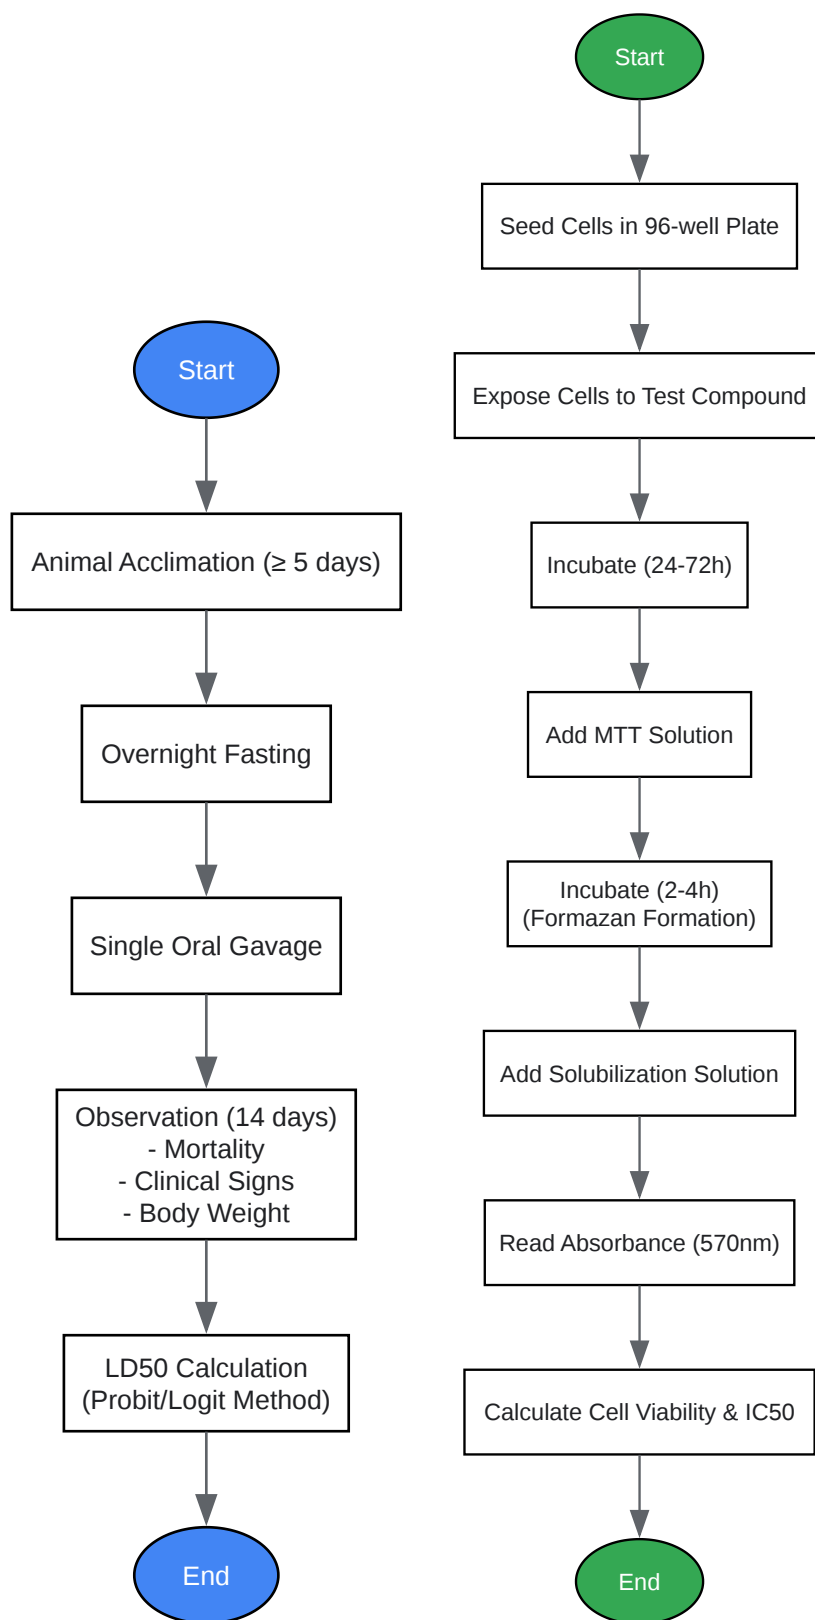 Start
Animal Acclimation (≥ 5 days)
Overnight Fasting
Single Oral Gavage
Observation (14 days)
- Mortality
- Clinical Signs
- Body Weight
LD50 Calculation
(Probit/Logit Method)
End
Start
Seed Cells in 96-well Plate
Expose Cells to Test Compound
Incubate (24-72h)
Add MTT Solution
Incubate (2-4h)
(Formazan Formation)
Add Solubilization Solution
Read Absorbance (570nm)
Calculate Cell Viability & IC50
End